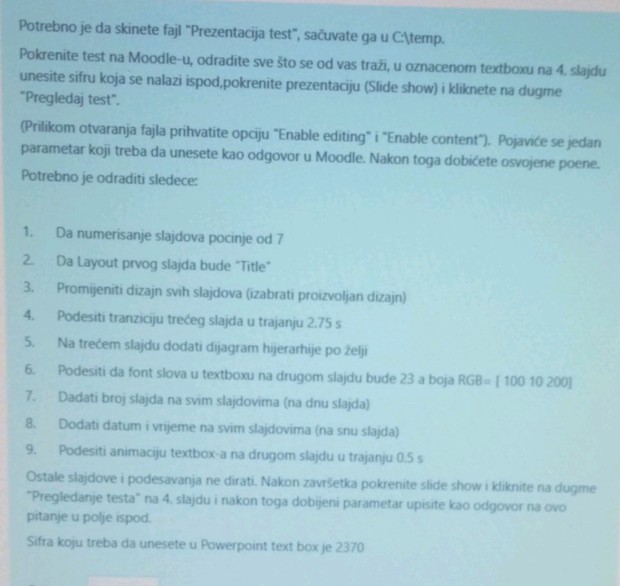 Potrebno je da skinete fajl "Prezentacija test", sačuvate ga u C:\temp.
Pokrenite test na Moodle-u, odradite sve što se od vas traži, u oznacenom textboxu na 4. slajdu
unesite sifru koja se nalazi ispod,pokrenite prezentaciju (Slide show) i kliknete na dugme
"Pregledaj test".
(Prilikom otvaranja fajla prihvatite opciju "Enable editing" i "Enable content"). Pojaviće se jedan
parametar koji treba da unesete kao odgovor u Moodle. Nakon toga dobićete osvojene poene.
Potrebno je odraditi sledece:
1. Da numerisanje slajdova pocinje od 7
2. Da Layout prvog slajda bude "Title"
3. Promijeniti dizajn svih slajdova (izabrati proizvoljan dizajn)
4. Podesiti tranziciju trećeg slajda u trajanju 2.75 s
5. Na trećem slajdu dodati dijagram hijerarhije po želji
6. Podesiti da font slova u textboxu na drugom slajdu bude 23 a boja RGB= [ 100 10 200]
7. Dadati broj slajda na svim slajdovima (na dnu slajda)
8. Dodati datum i vrijeme na svim slajdovima (na snu slajda)
9. Podesiti animaciju textbox-a na drugom slajdu u trajanju 0.5 s
Ostale slajdove i podesavanja ne dirati. Nakon završetka pokrenite slide show i kliknite na dugme
"Pregledanje testa" na 4. slajdu i nakon toga dobijeni parametar upisite kao odgovor na ovo
pitanje u polje ispod.
Sifra koju treba da unesete u Powerpoint text box je 2370